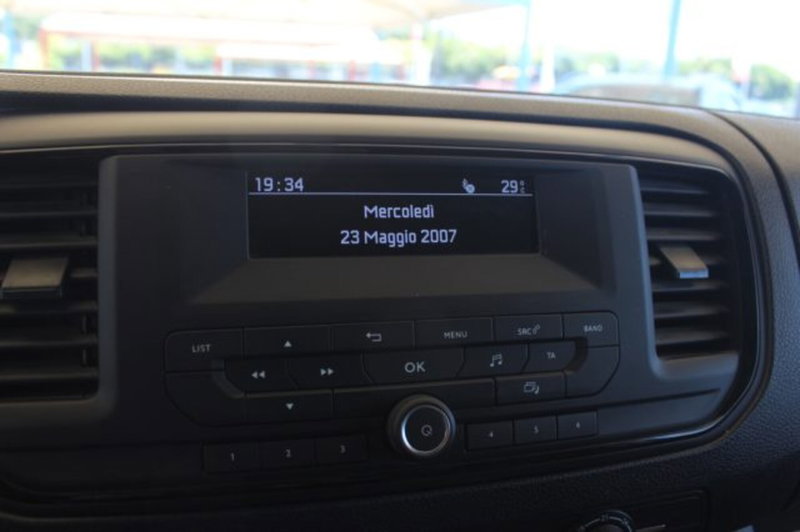 19:34 29°C
Mercoledì
23 Maggio 2007
LIST MENU SRC BAND
OK TA
1 2 3 4 5 6